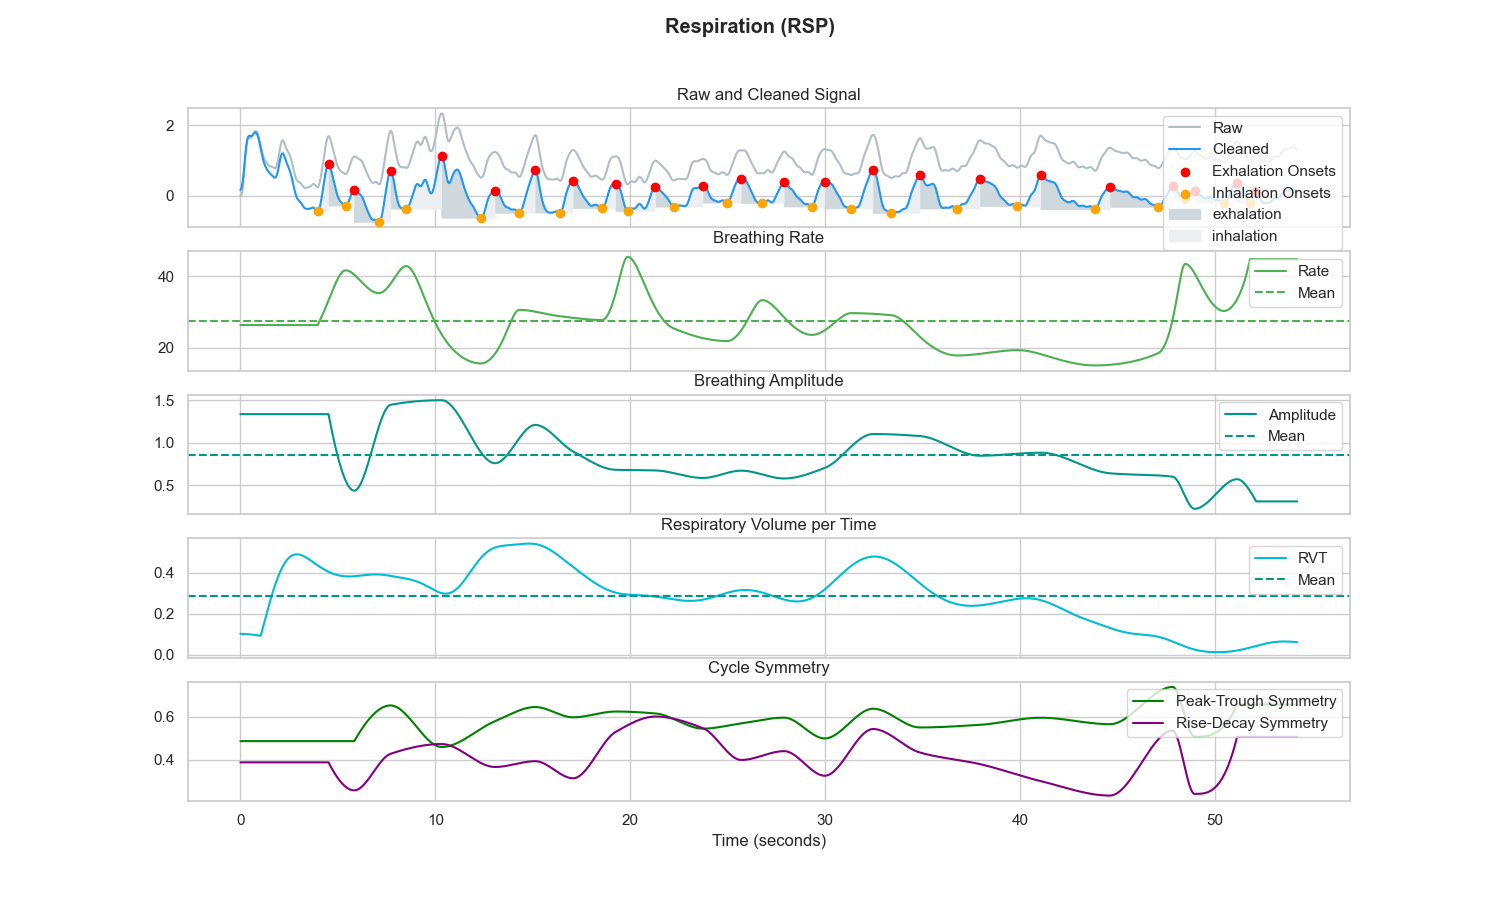 Respiration (RSP)
Raw and Cleaned Signal
2
0
Raw
Cleaned
Exhalation Onsets
Inhalation Onsets
exhalation
inhalation
Breathing Rate
40
20
Rate
Mean
Breathing Amplitude
1.5
1.0
0.5
Amplitude
Mean
Respiratory Volume per Time
0.4
0.2
0.0
RVT
Mean
Cycle Symmetry
0.6
0.4
Peak-Trough Symmetry
Rise-Decay Symmetry
0 10 20 30 40 50
Time (seconds)